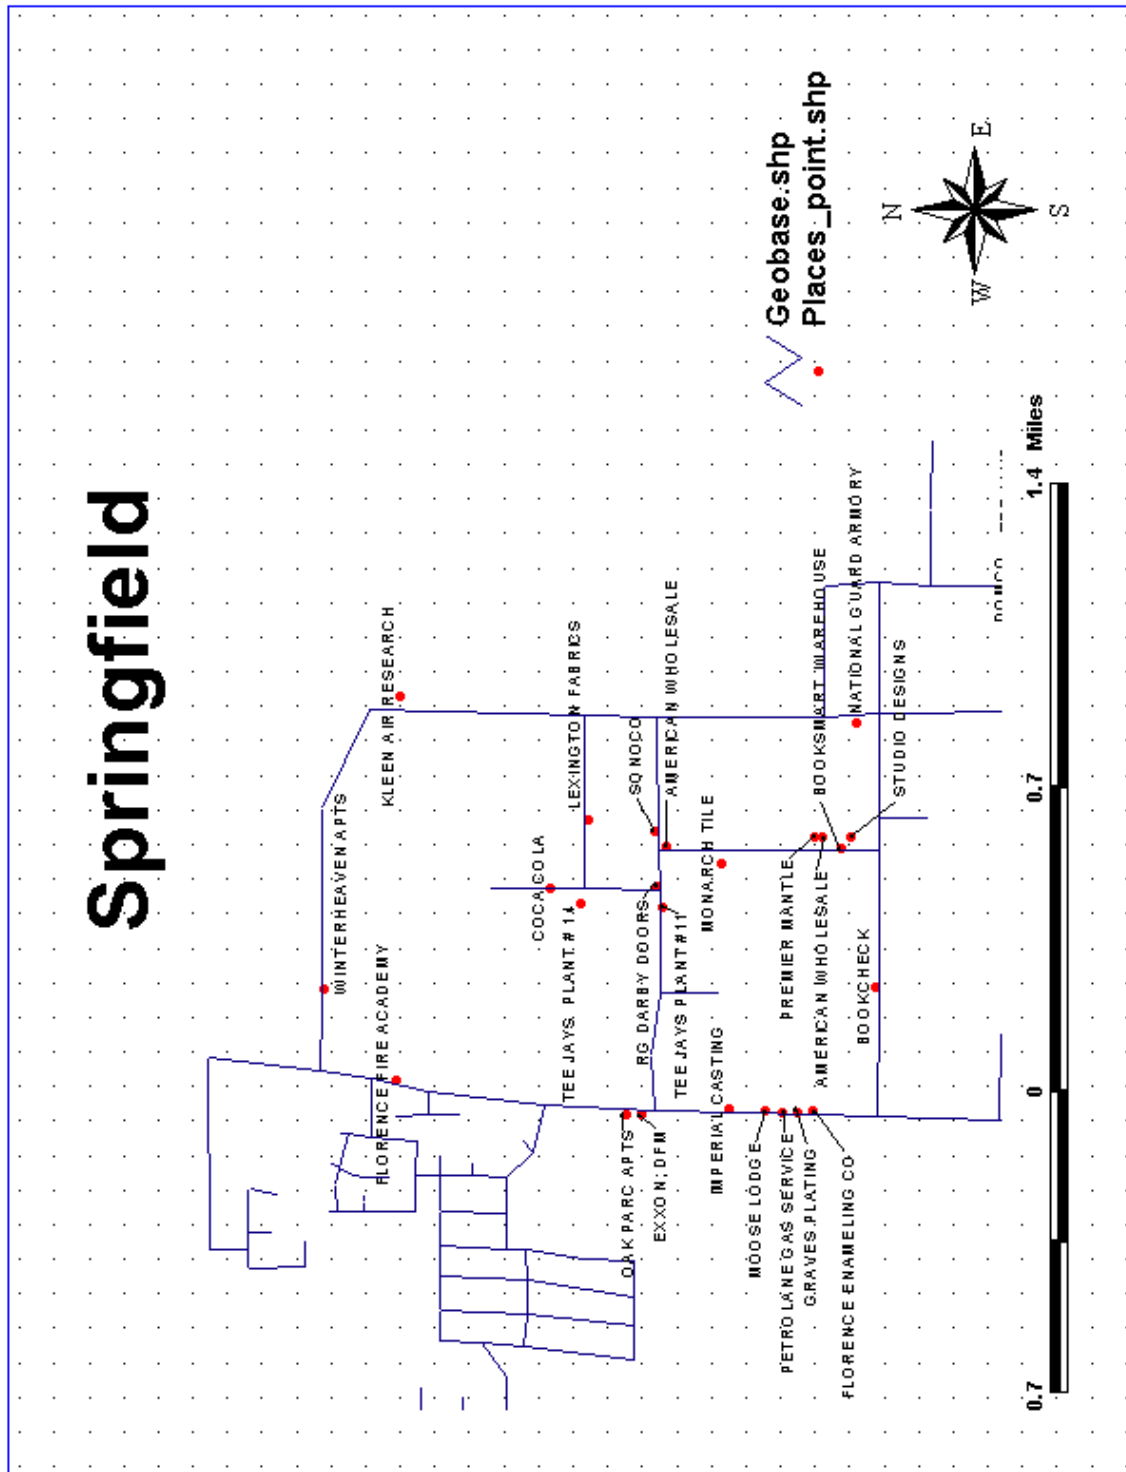 Springfield
WINTERHEAVEN APTS
KLEEN AIR RESEARCH
FLORENCE FIRE ACADEMY
COCA COLA
LEXINGTON FABRICS
TEE JAYS PLANT #14
SONOCO
AMERICAN WHOLESALE
RG DARBY DOORS
TEE JAYS PLANT #11
MONARCH TILE
OAK PARC APTS
EXXON; DFM
IMPERIAL CASTING
MOOSE LODGE
PETROLANE GAS SERVICE
GRAVES PLATING
FLORENCE ENAMELING CO
PREMIER MANTLE
AMERICAN WHOLESALE
BOOKSMART WAREHOUSE
NATIONAL GUARD ARMORY
STUDIO DESIGNS
BOOKCHECK
Geobase.shp
Places_point.shp
N
E
S
W
0.7 0 0.7 1.4 Miles